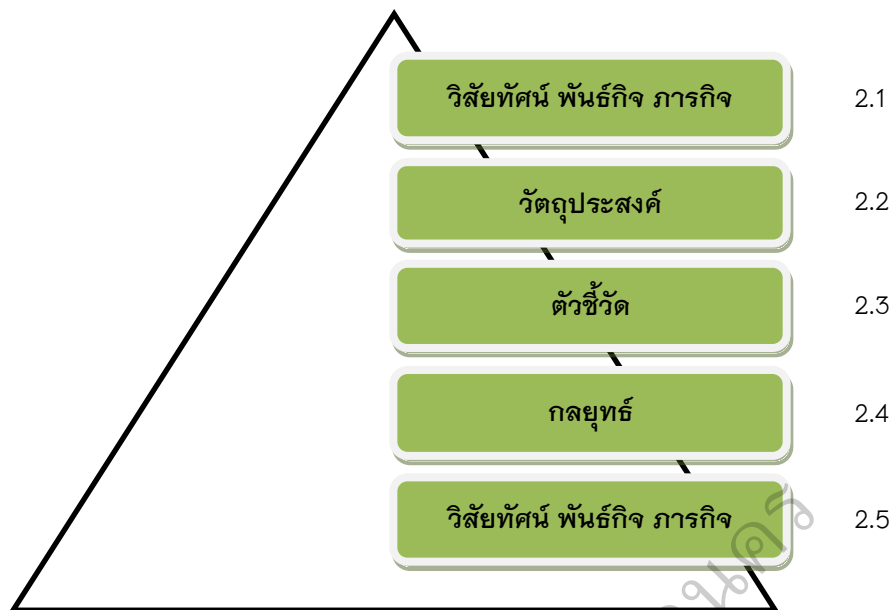 วิสัยทัศน์ พันธ์กิจ ภารกิจ 2.1
วัตถุประสงค์ 2.2
ตัวชี้วัด 2.3
กลยุทธ์ 2.4
วิสัยทัศน์ พันธ์กิจ ภารกิจ 2.5